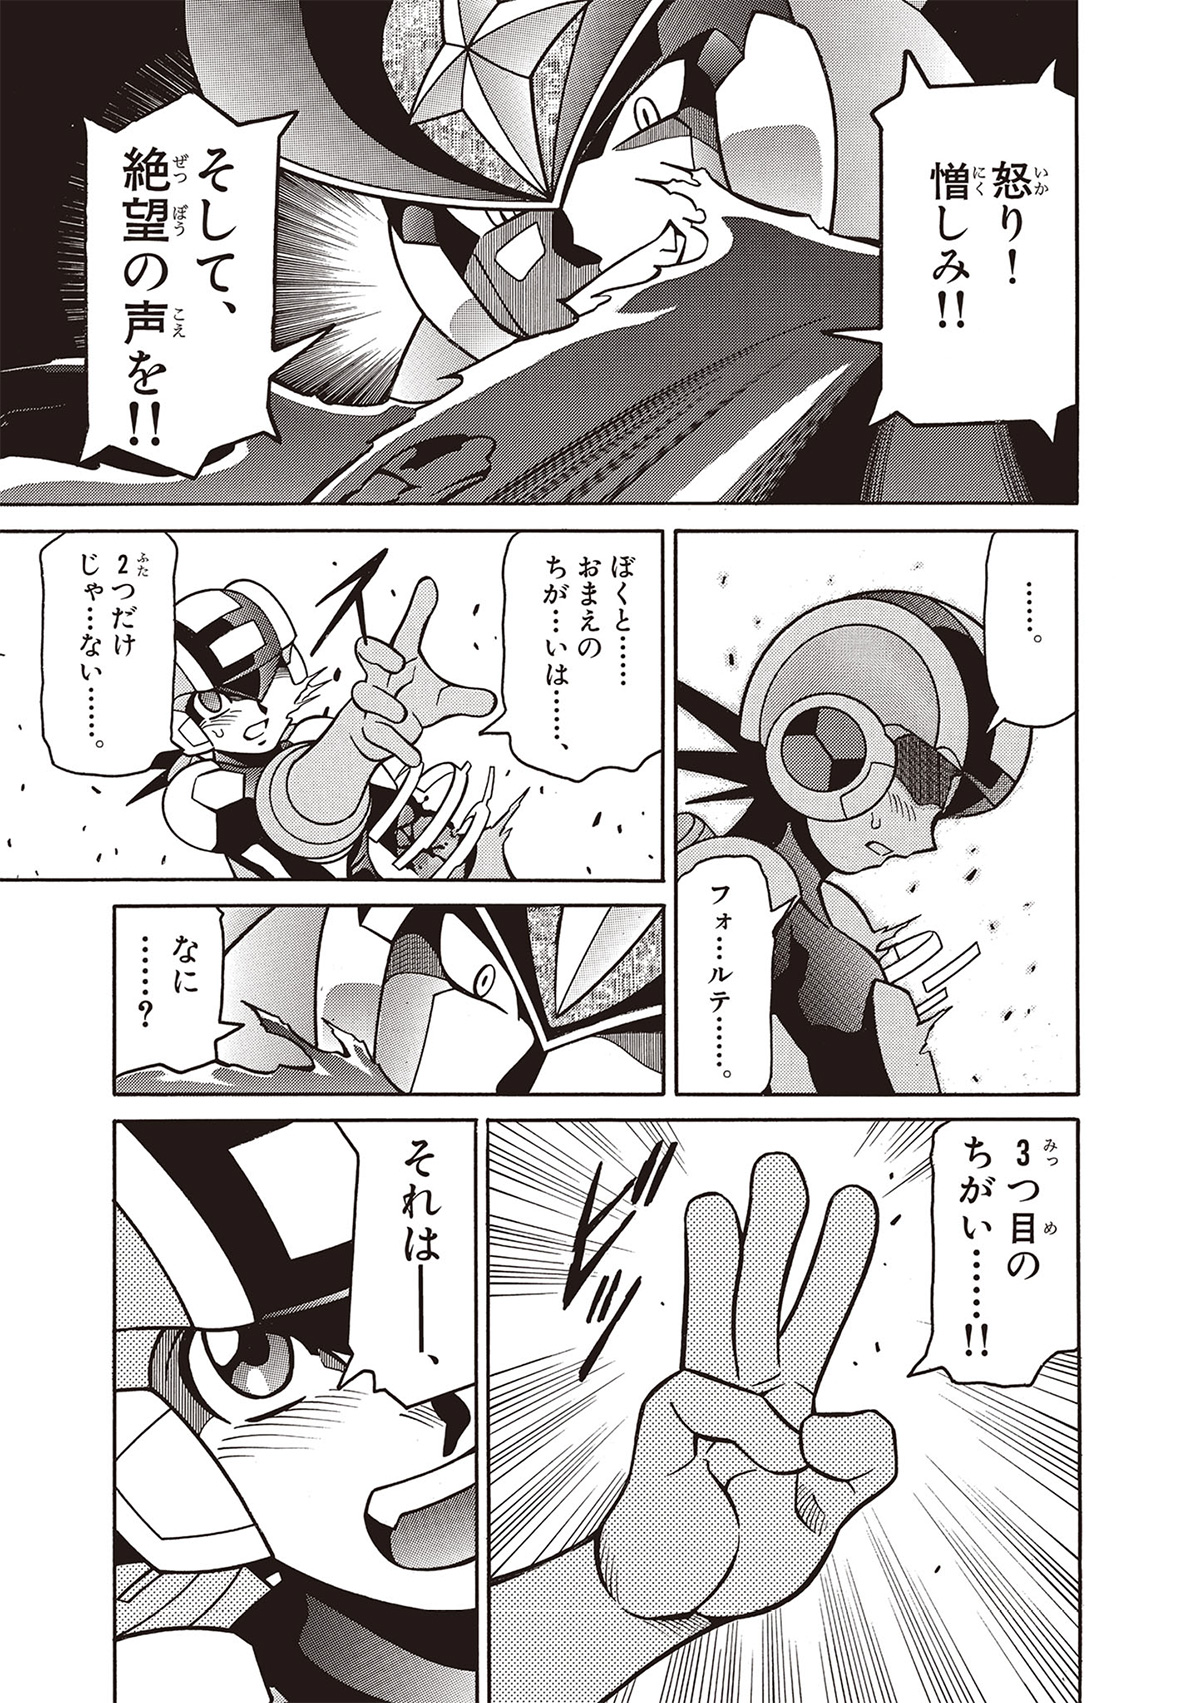 怒り！
憎しみ!!
そして、
絶望の声を!!
……。
フォ…ルテ……。
ぼくと……
おまえの
ちが…いは……、
2つだけ
じゃ…ない……。
なに
……？
3つ目の
ちがい……!!
それは――、